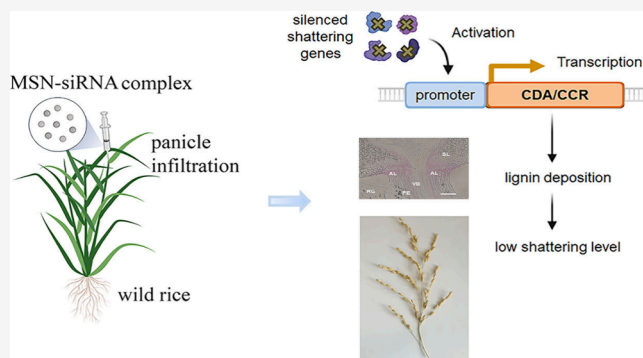 MSN-siRNA complex
panicle
infiltration
wild rice
silenced
shattering
genes
Activation
Transcription
promoter
CDA/CCR
lignin deposition
low shattering level
SL
AL
AL
VB
RG